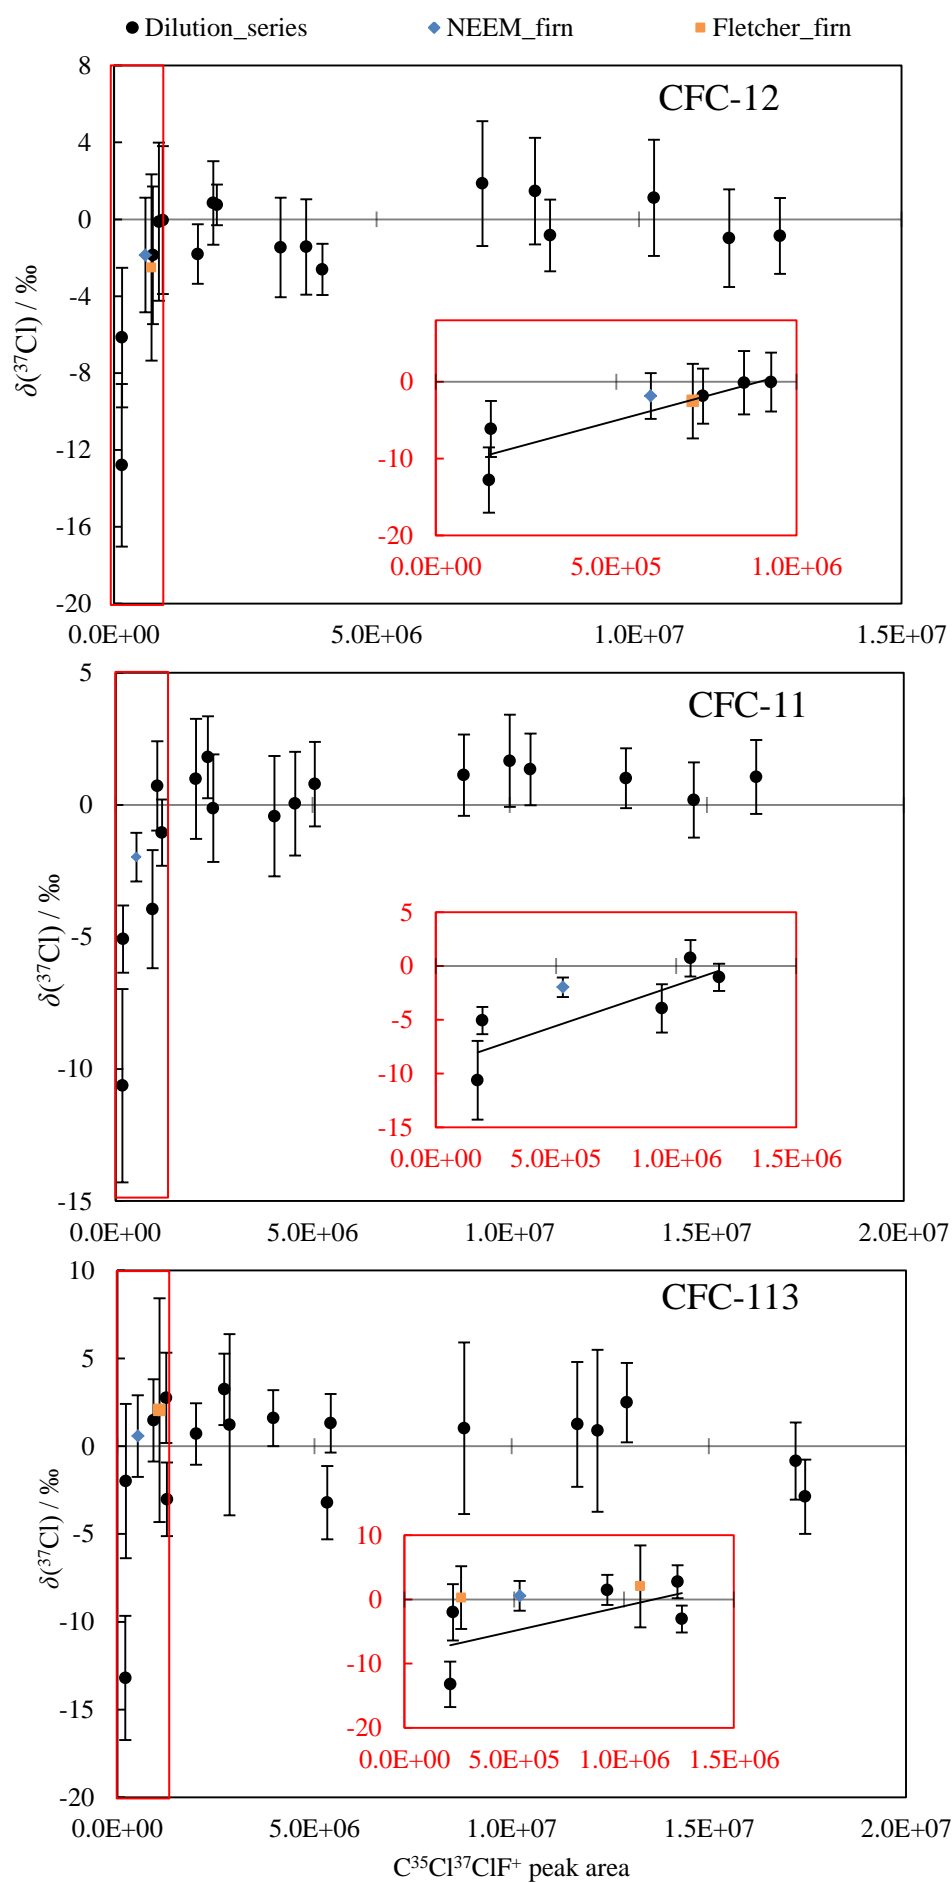 Dilution_series NEEM_firn Fletcher_firn
CFC-12
8
4
0
-4
-8
-12
-16
-20
δ(³⁷Cl) / ‰
0
-10
-20
0.0E+00 5.0E+05 1.0E+06
0.0E+00 5.0E+06 1.0E+07 1.5E+07
CFC-11
5
0
-5
-10
-15
δ(³⁷Cl) / ‰
5
0
-5
-10
-15
0.0E+00 5.0E+05 1.0E+06 1.5E+06
0.0E+00 5.0E+06 1.0E+07 1.5E+07 2.0E+07
CFC-113
10
5
0
-5
-10
-15
-20
δ(³⁷Cl) / ‰
10
0
-10
-20
0.0E+00 5.0E+05 1.0E+06 1.5E+06
0.0E+00 5.0E+06 1.0E+07 1.5E+07 2.0E+07
C³⁵Cl³⁷ClF⁺ peak area